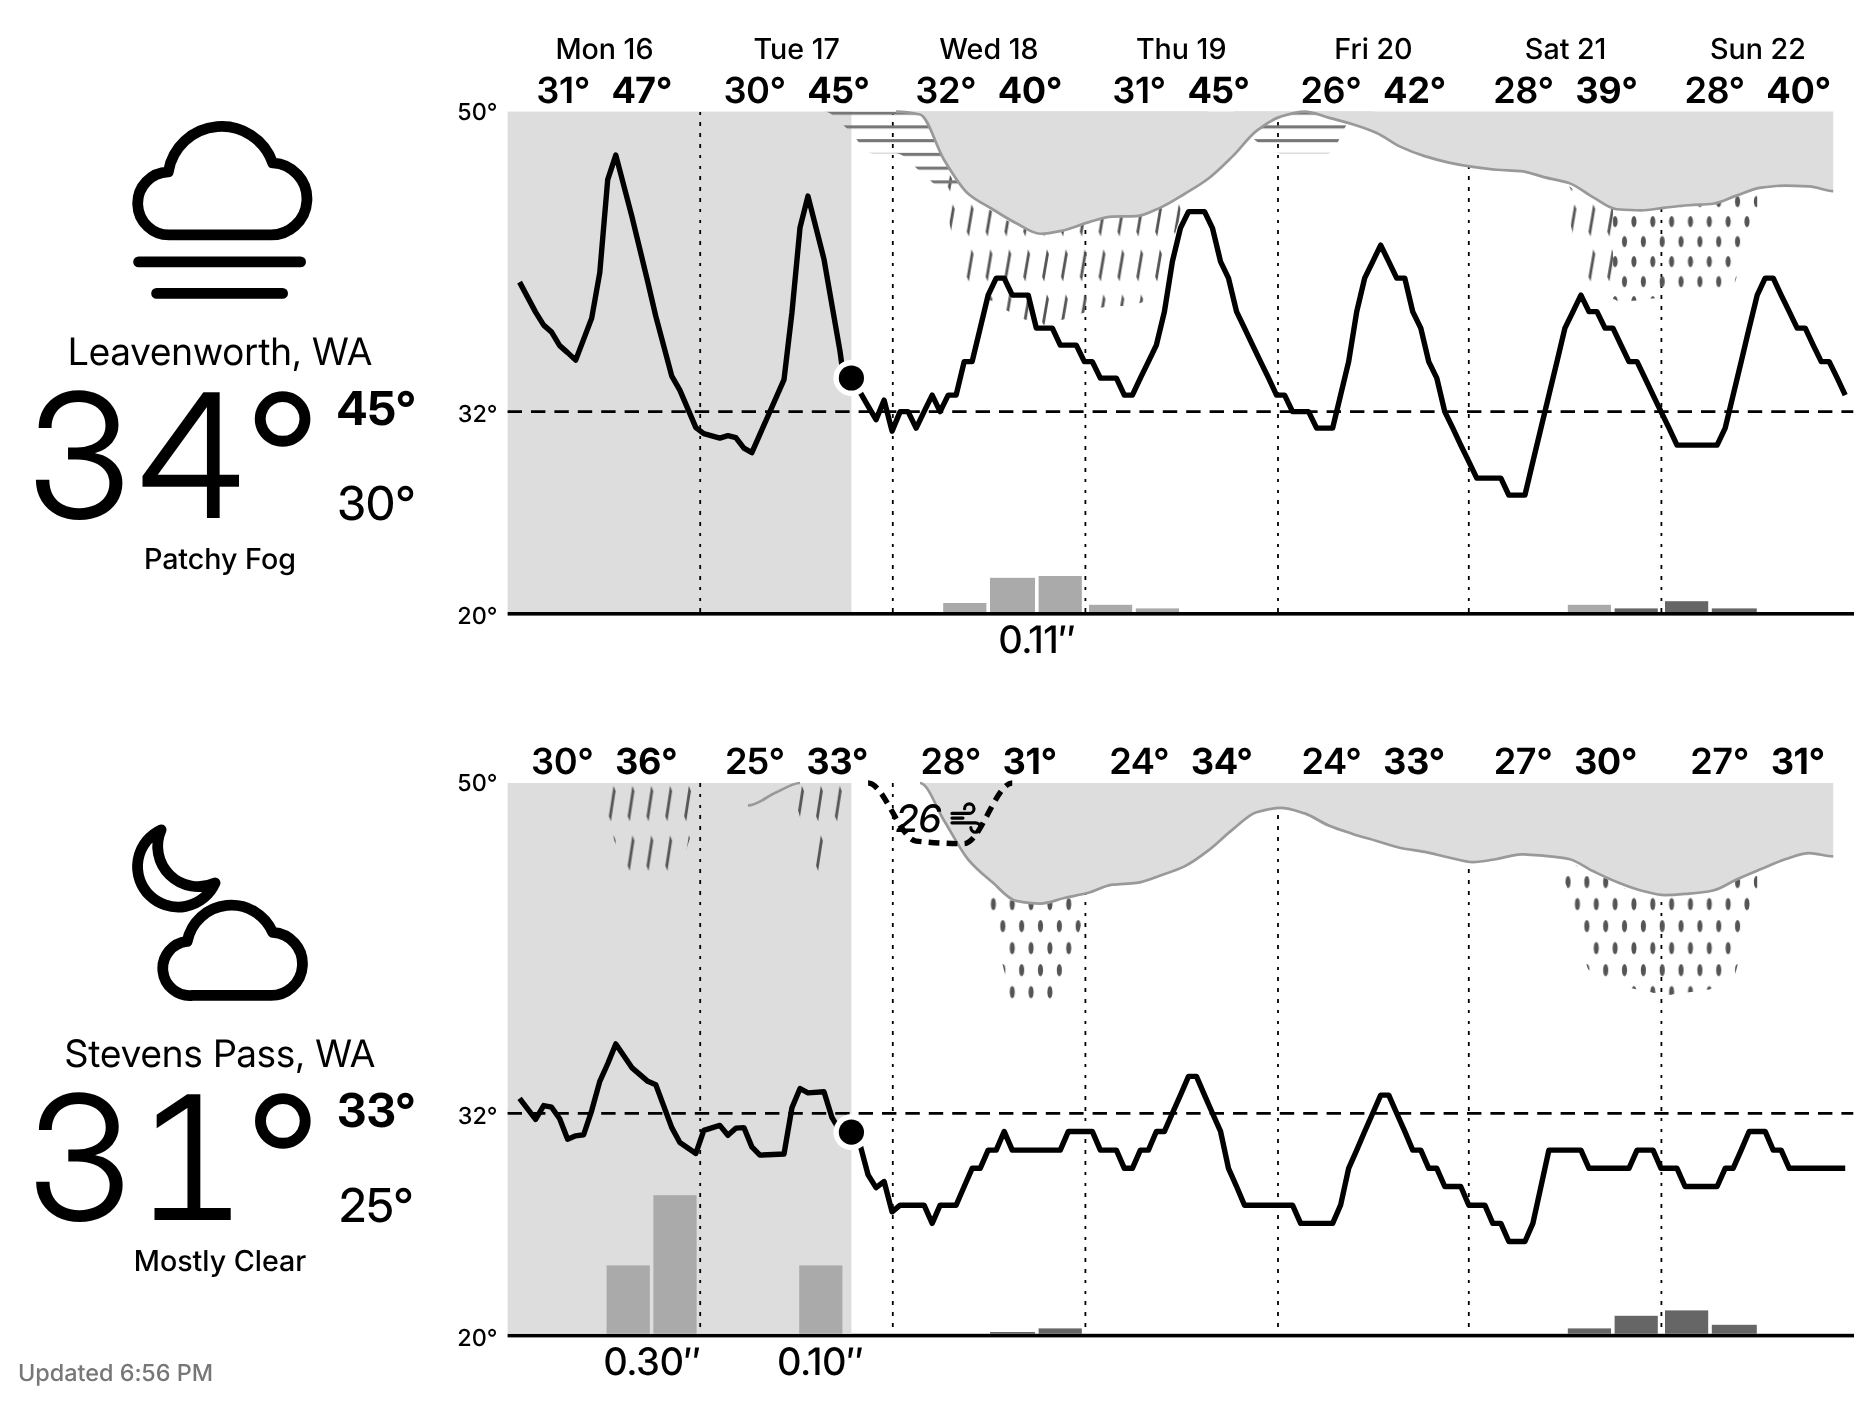 Mon 16 Tue 17 Wed 18 Thu 19 Fri 20 Sat 21 Sun 22
31° 47° 30° 45° 32° 40° 31° 45° 26° 42° 28° 39° 28° 40°
50°
Leavenworth, WA
34° 45°
30°
32°
Patchy Fog
20°
0.11″
30° 36° 25° 33° 28° 31° 24° 34° 24° 33° 27° 30° 27° 31°
50°
26
Stevens Pass, WA
31° 33°
25°
32°
Mostly Clear
20°
0.30″ 0.10″
Updated 6:56 PM